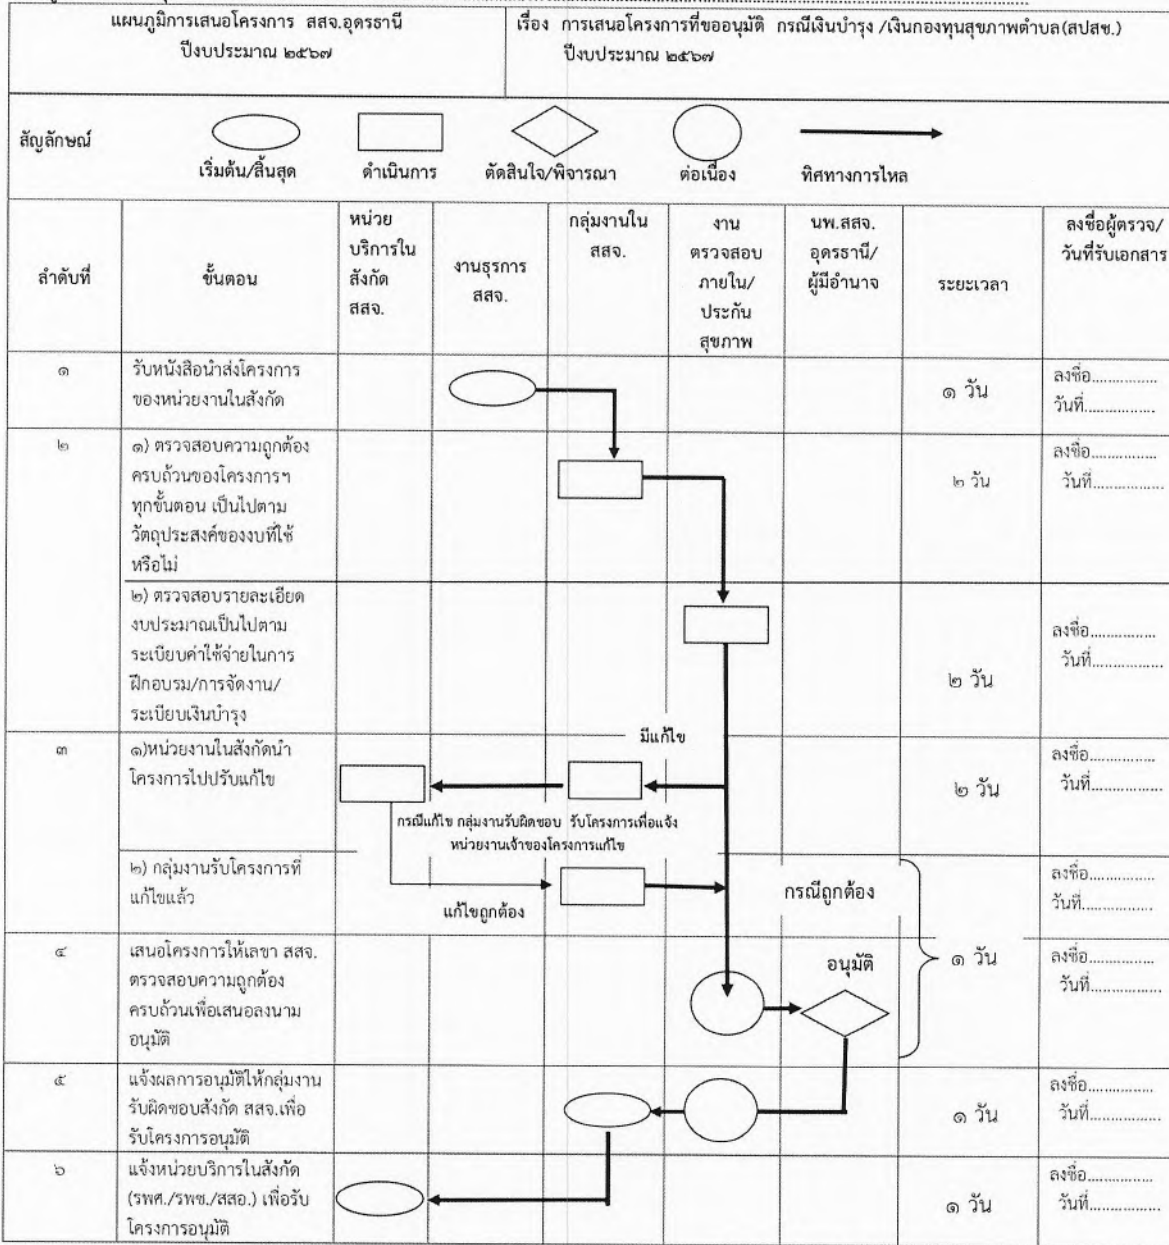 แผนภูมิการเสนอโครงการ สสจ.อุดรธานี
ปีงบประมาณ ๒๕๖๗
เรื่อง การเสนอโครงการที่ขออนุมัติ กรณีเงินบำรุง /เงินกองทุนสุขภาพตำบล(สปสช.)
ปีงบประมาณ ๒๕๖๗
สัญลักษณ์
เริ่มต้น/สิ้นสุด
ดำเนินการ
ตัดสินใจ/พิจารณา
ต่อเนื่อง
ทิศทางการไหล
ลำดับที่
ขั้นตอน
หน่วย
บริการใน
สังกัด
สสจ.
งานธุรการ
สสจ.
กลุ่มงานใน
สสจ.
งาน
ตรวจสอบ
ภายใน/
ประกัน
สุขภาพ
นพ.สสจ.
อุดรธานี/
ผู้มีอำนาจ
ระยะเวลา
ลงชื่อผู้ตรวจ/
วันที่รับเอกสาร
๑
รับหนังสือนำส่งโครงการ
ของหน่วยงานในสังกัด
๑ วัน
ลงชื่อ................
วันที่..................
๒
๑) ตรวจสอบความถูกต้อง
ครบถ้วนของโครงการฯ
ทุกขั้นตอน เป็นไปตาม
วัตถุประสงค์ของงบที่ใช้
หรือไม่
๒ วัน
ลงชื่อ................
วันที่..................
๒) ตรวจสอบรายละเอียด
งบประมาณเป็นไปตาม
ระเบียบค่าใช้จ่ายในการ
ฝึกอบรม/การจัดงาน/
ระเบียบเงินบำรุง
๒ วัน
ลงชื่อ................
วันที่..................
๓
๑)หน่วยงานในสังกัดนำ
โครงการไปปรับแก้ไข
มีแก้ไข
กรณีแก้ไข กลุ่มงานรับผิดชอบ รับโครงการเพื่อแจ้ง
หน่วยงานเจ้าของโครงการแก้ไข
๒ วัน
ลงชื่อ................
วันที่..................
๒) กลุ่มงานรับโครงการที่
แก้ไขแล้ว
แก้ไขถูกต้อง
กรณีถูกต้อง
ลงชื่อ................
วันที่..................
๔
เสนอโครงการให้เลขา สสจ.
ตรวจสอบความถูกต้อง
ครบถ้วนเพื่อเสนอลงนาม
อนุมัติ
อนุมัติ
๑ วัน
ลงชื่อ................
วันที่..................
๕
แจ้งผลการอนุมัติให้กลุ่มงาน
รับผิดชอบสังกัด สสจ.เพื่อ
รับโครงการอนุมัติ
๑ วัน
ลงชื่อ................
วันที่..................
๖
แจ้งหน่วยบริการในสังกัด
(รพศ./รพช./สสอ.) เพื่อรับ
โครงการอนุมัติ
๑ วัน
ลงชื่อ................
วันที่..................